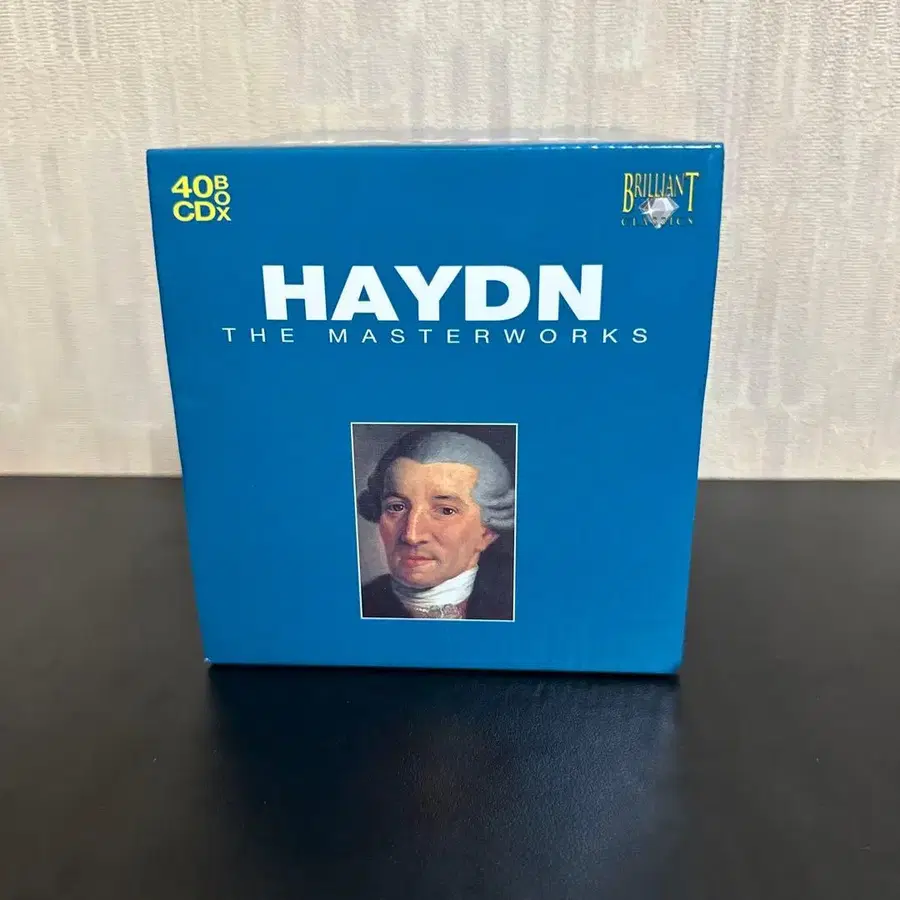 40 BOX
CD
BRILLIANT
CLASSICS
HAYDN
THE MASTERWORKS